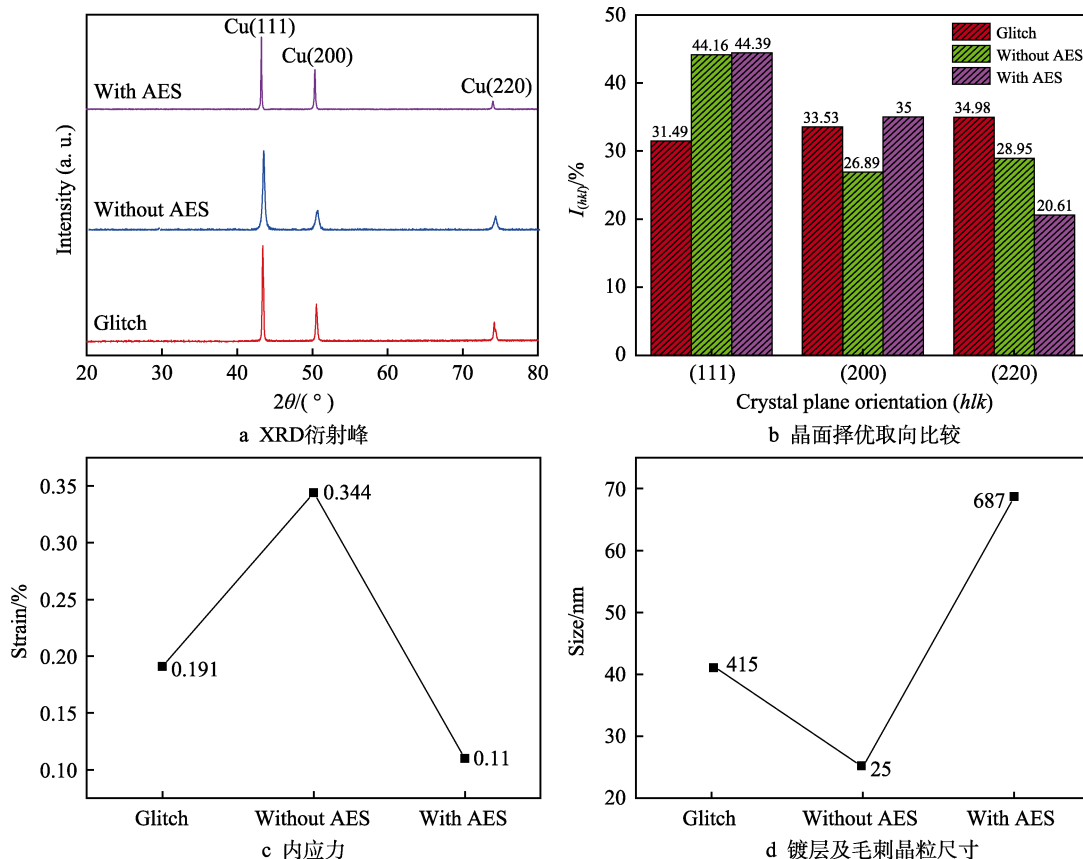 Cu(111)
Cu(200)
Cu(220)
With AES
Without AES
Glitch
Intensity (a. u.)
20 30 40 50 60 70 80
2θ/( ° )
a XRD衍射峰
Glitch
Without AES
With AES
50
40
30
20
10
0
I(hkl)/%
31.49
44.16
44.39
33.53
26.89
35
34.98
28.95
20.61
(111) (200) (220)
Crystal plane orientation (hlk)
b 晶面择优取向比较
0.35
0.30
0.25
0.20
0.15
0.10
Strain/%
0.191
0.344
0.11
Glitch Without AES With AES
c 内应力
70
60
50
40
30
20
Size/nm
415
25
687
Glitch Without AES With AES
d 镀层及毛刺晶粒尺寸